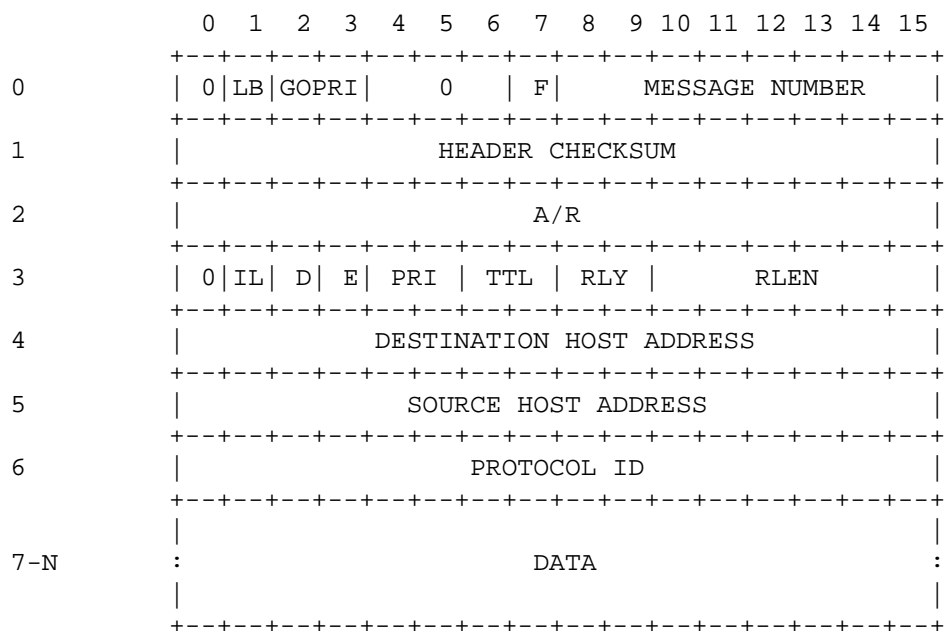 0 1 2 3 4 5 6 7 8 9 10 11 12 13 14 15
+--+--+--+--+--+--+--+--+--+--+--+--+--+--+--+--+
0 | 0|LB|GOPRI| 0 | F| MESSAGE NUMBER |
+--+--+--+--+--+--+--+--+--+--+--+--+--+--+--+--+
1 | HEADER CHECKSUM |
+--+--+--+--+--+--+--+--+--+--+--+--+--+--+--+--+
2 | A/R |
+--+--+--+--+--+--+--+--+--+--+--+--+--+--+--+--+
3 | 0|IL| D| E| PRI | TTL | RLY | RLEN |
+--+--+--+--+--+--+--+--+--+--+--+--+--+--+--+--+
4 | DESTINATION HOST ADDRESS |
+--+--+--+--+--+--+--+--+--+--+--+--+--+--+--+--+
5 | SOURCE HOST ADDRESS |
+--+--+--+--+--+--+--+--+--+--+--+--+--+--+--+--+
6 | PROTOCOL ID |
+--+--+--+--+--+--+--+--+--+--+--+--+--+--+--+--+
| |
7-N : DATA :
| |
+--+--+--+--+--+--+--+--+--+--+--+--+--+--+--+--+